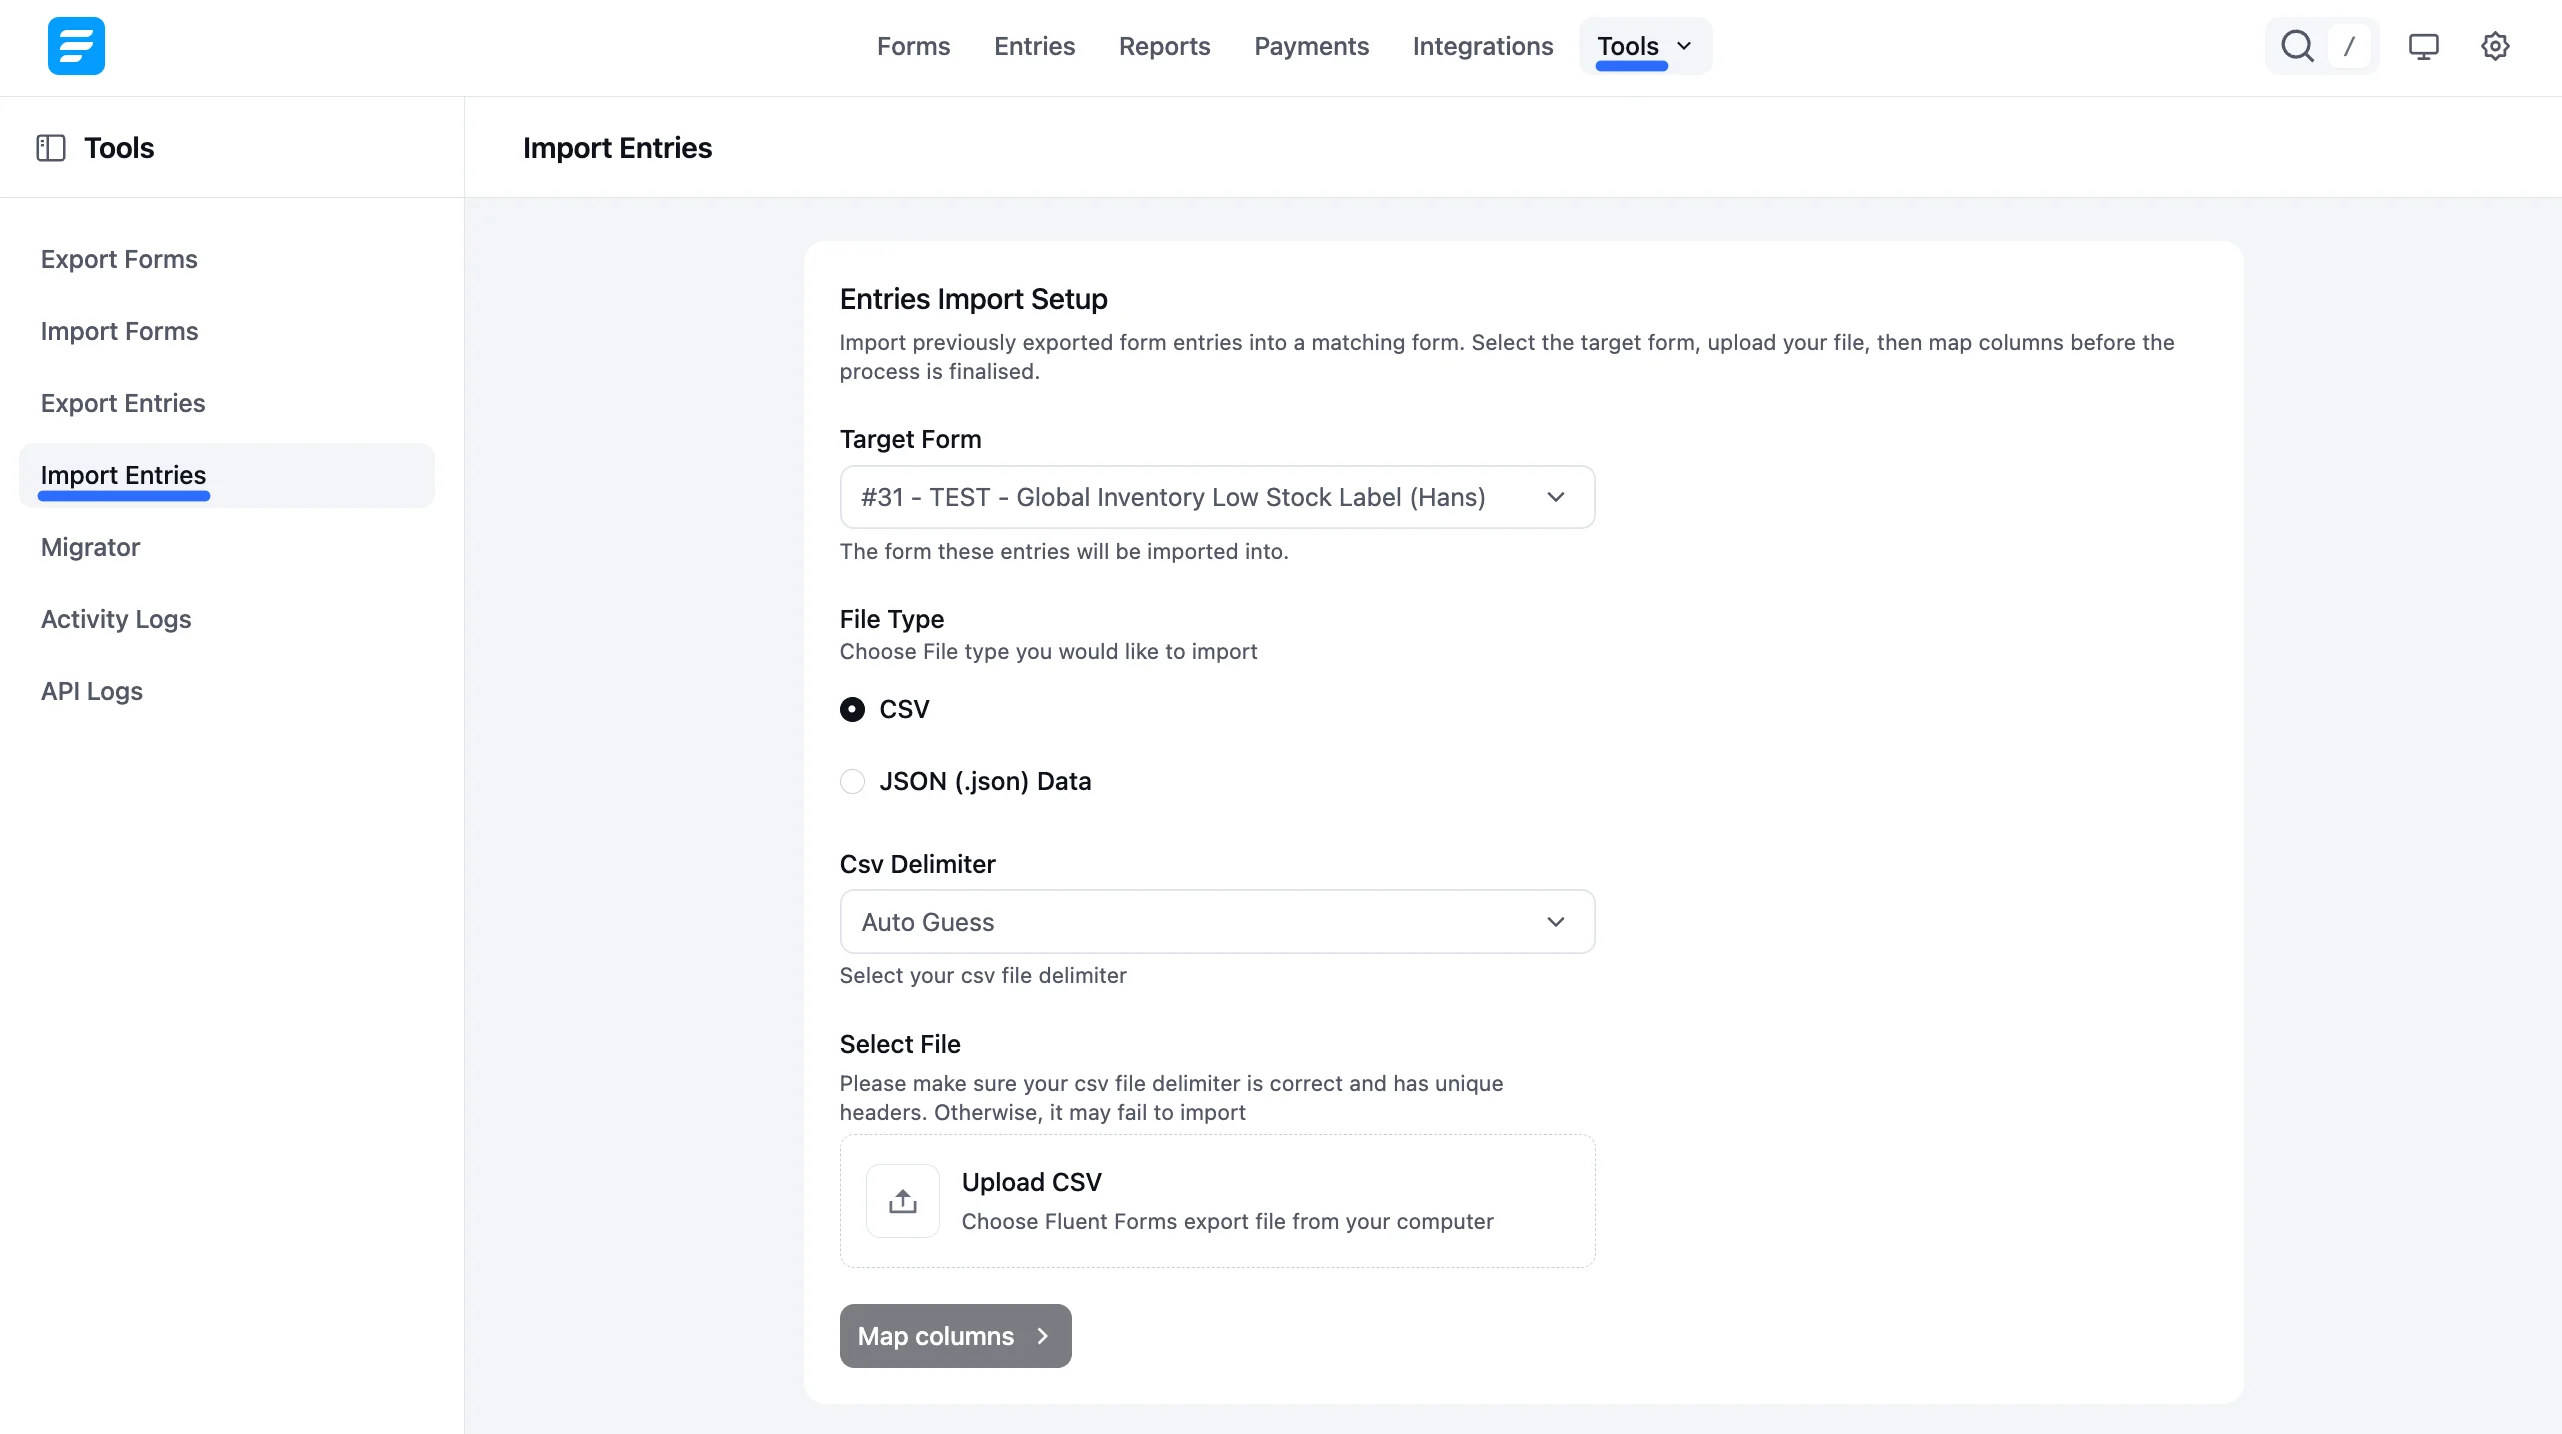 Forms
Entries
Reports
Payments
Integrations
Tools
/
Tools
Import Entries
Export Forms
Import Forms
Export Entries
Import Entries
Migrator
Activity Logs
API Logs
Entries Import Setup
Import previously exported form entries into a matching form. Select the target form, upload your file, then map columns before the
process is finalised.
Target Form
#31 - TEST - Global Inventory Low Stock Label (Hans)
The form these entries will be imported into.
File Type
Choose File type you would like to import
CSV
JSON (.json) Data
Csv Delimiter
Auto Guess
Select your csv file delimiter
Select File
Please make sure your csv file delimiter is correct and has unique
headers. Otherwise, it may fail to import
Upload CSV
Choose Fluent Forms export file from your computer
Map columns